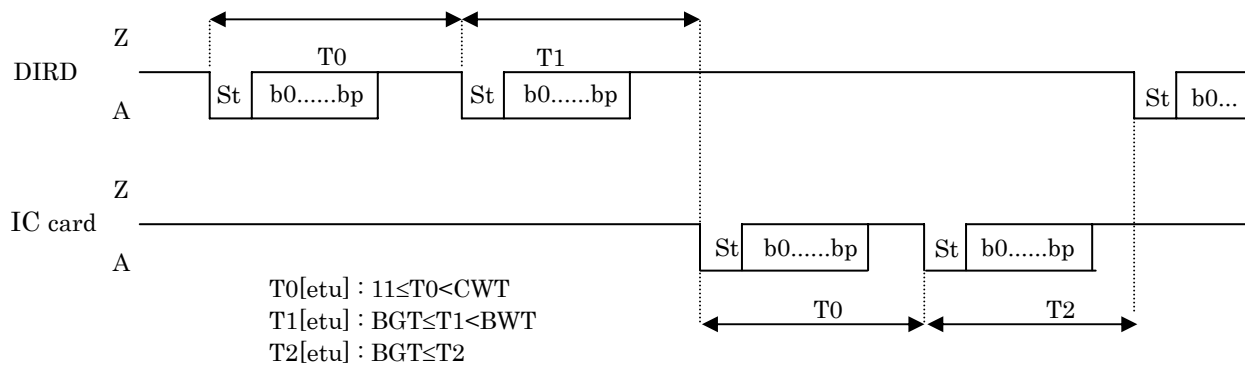 Z
T0 T1
DIRD
St b0......bp St b0......bp St b0...
A
Z
IC card
St b0......bp St b0......bp
A
T0[etu]：11≤T0<CWT
T0 T2
T1[etu]：BGT≤T1<BWT
T2[etu]：BGT≤T2